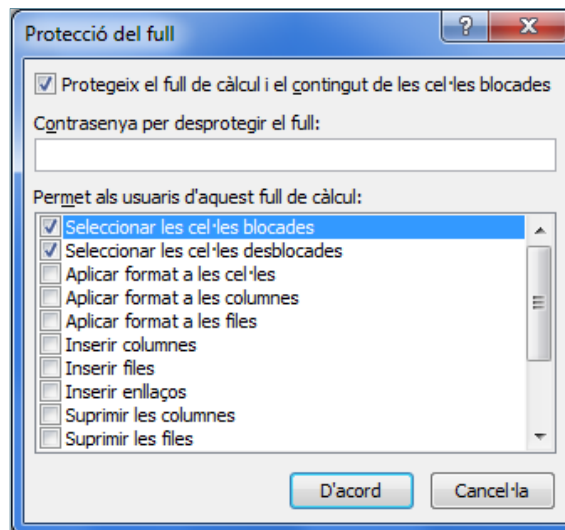 Protecció del full
Protegeix el full de càlcul i el contingut de les cel·les blocades
Contrasenya per desprotegir el full:
Permet als usuaris d'aquest full de càlcul:
Seleccionar les cel·les blocades
Seleccionar les cel·les desblocades
Aplicar format a les cel·les
Aplicar format a les columnes
Aplicar format a les files
Inserir columnes
Inserir files
Inserir enllaços
Suprimir les columnes
Suprimir les files
D'acord
Cancel·la